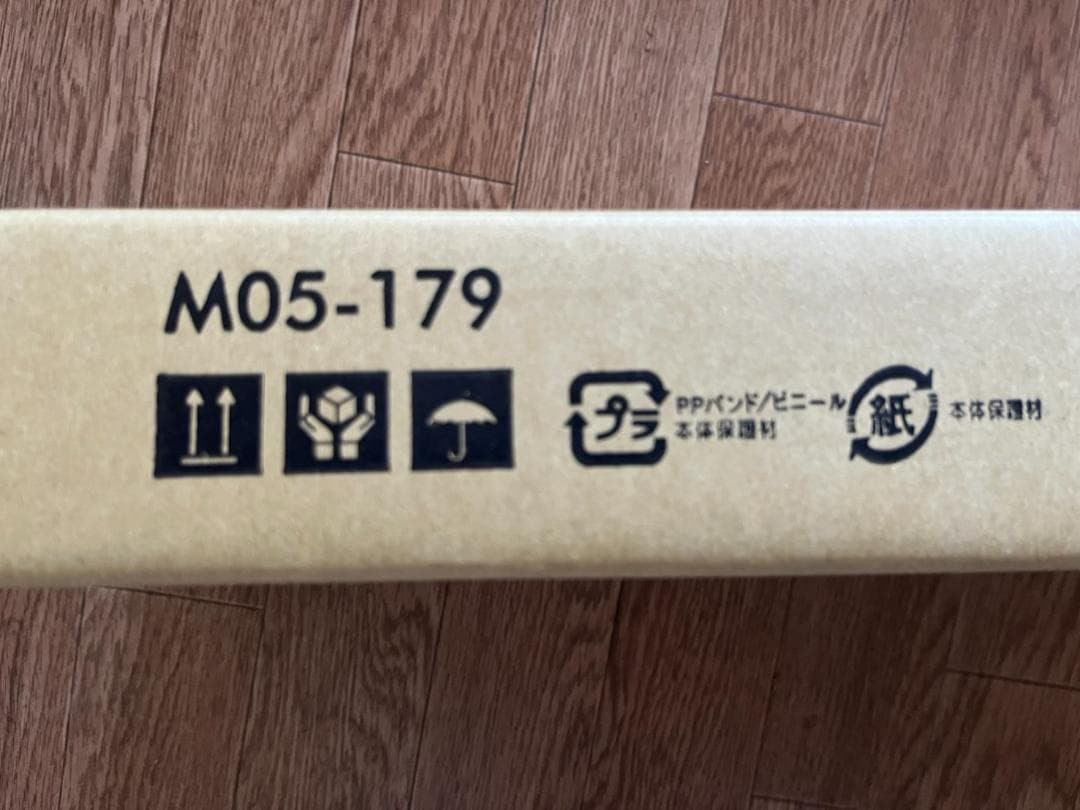 M05-179
プラ
PPバンド/ビニール
本体保護材
紙
本体保護材